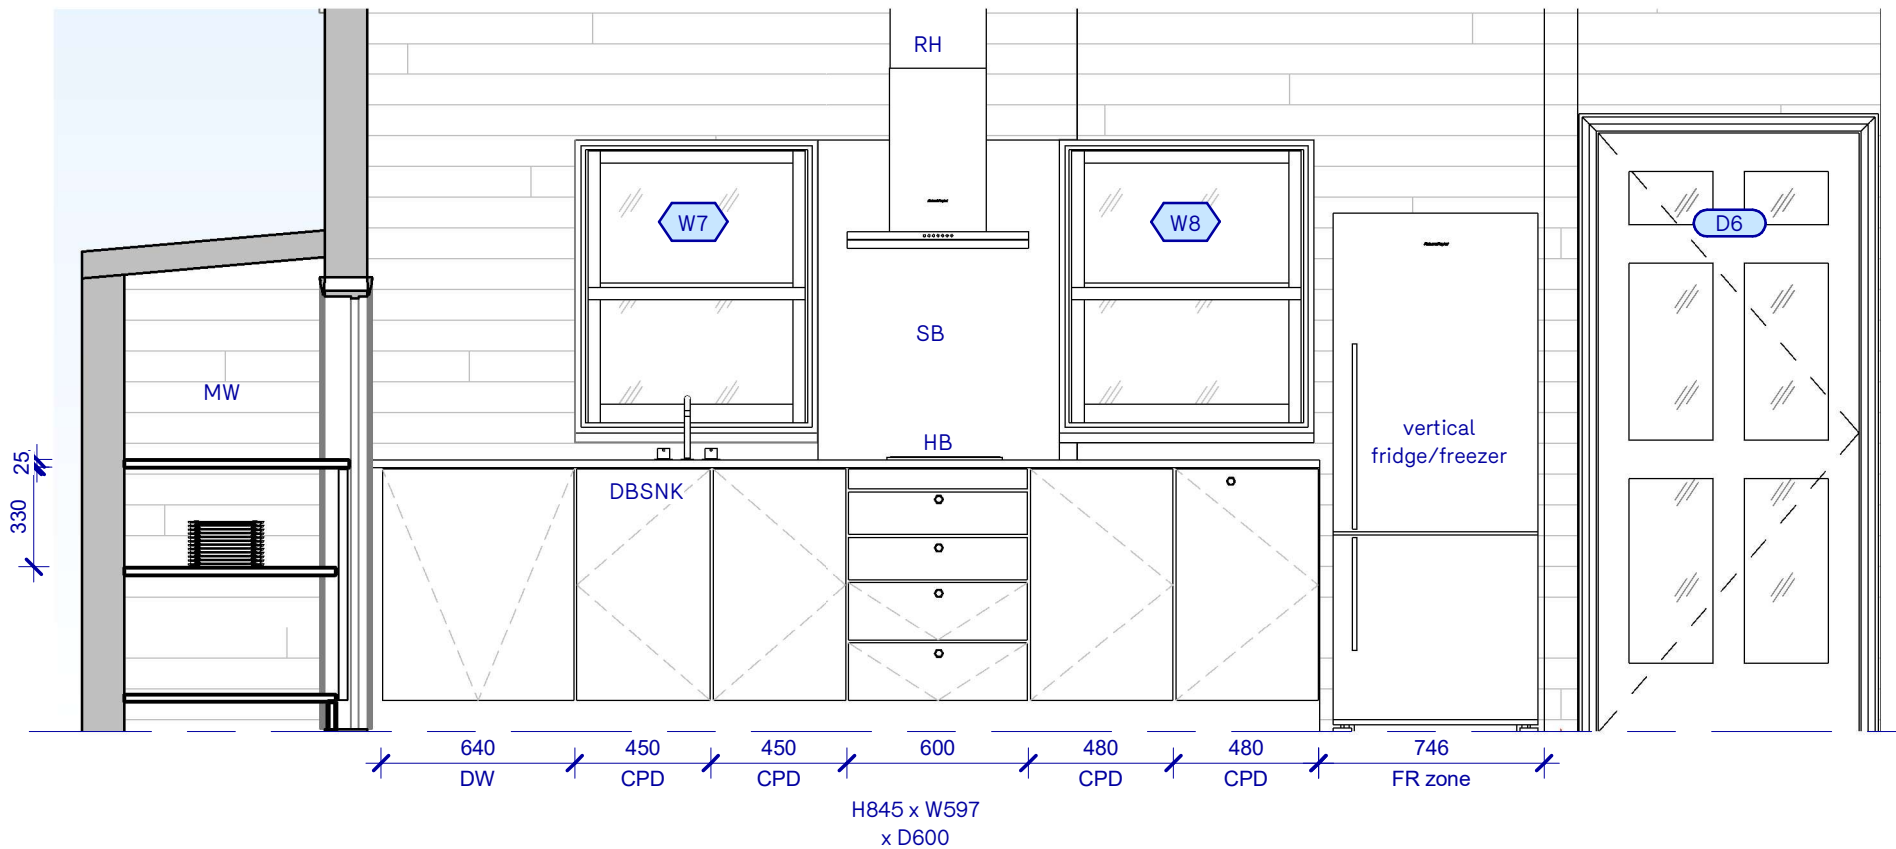 RH
W7
W8
D6
SB
MW
vertical
fridge/freezer
HB
25
DBSNK
330
640
450
450
600
480
480
746
DW
CPD
CPD
CPD
CPD
FR zone
H845 x W597
x D600